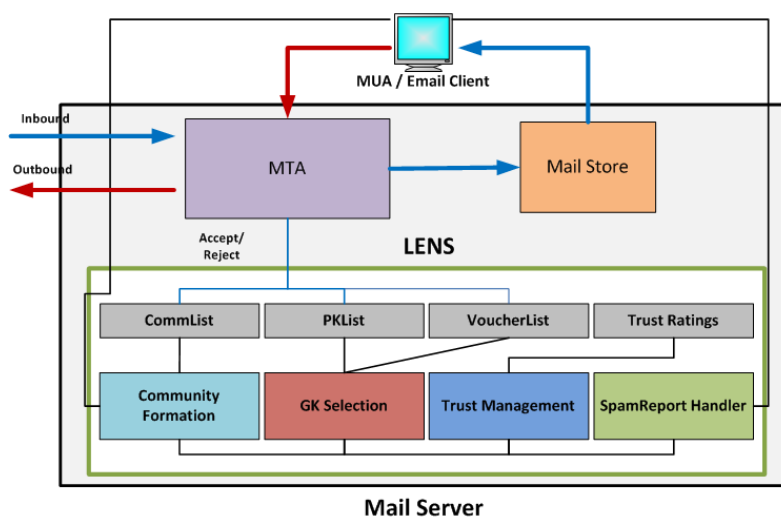 MUA / Email Client
Inbound
Outbound
MTA
Mail Store
Accept/
Reject
LENS
CommList
PKList
VoucherList
Trust Ratings
Community
Formation
GK Selection
Trust Management
SpamReport Handler
Mail Server